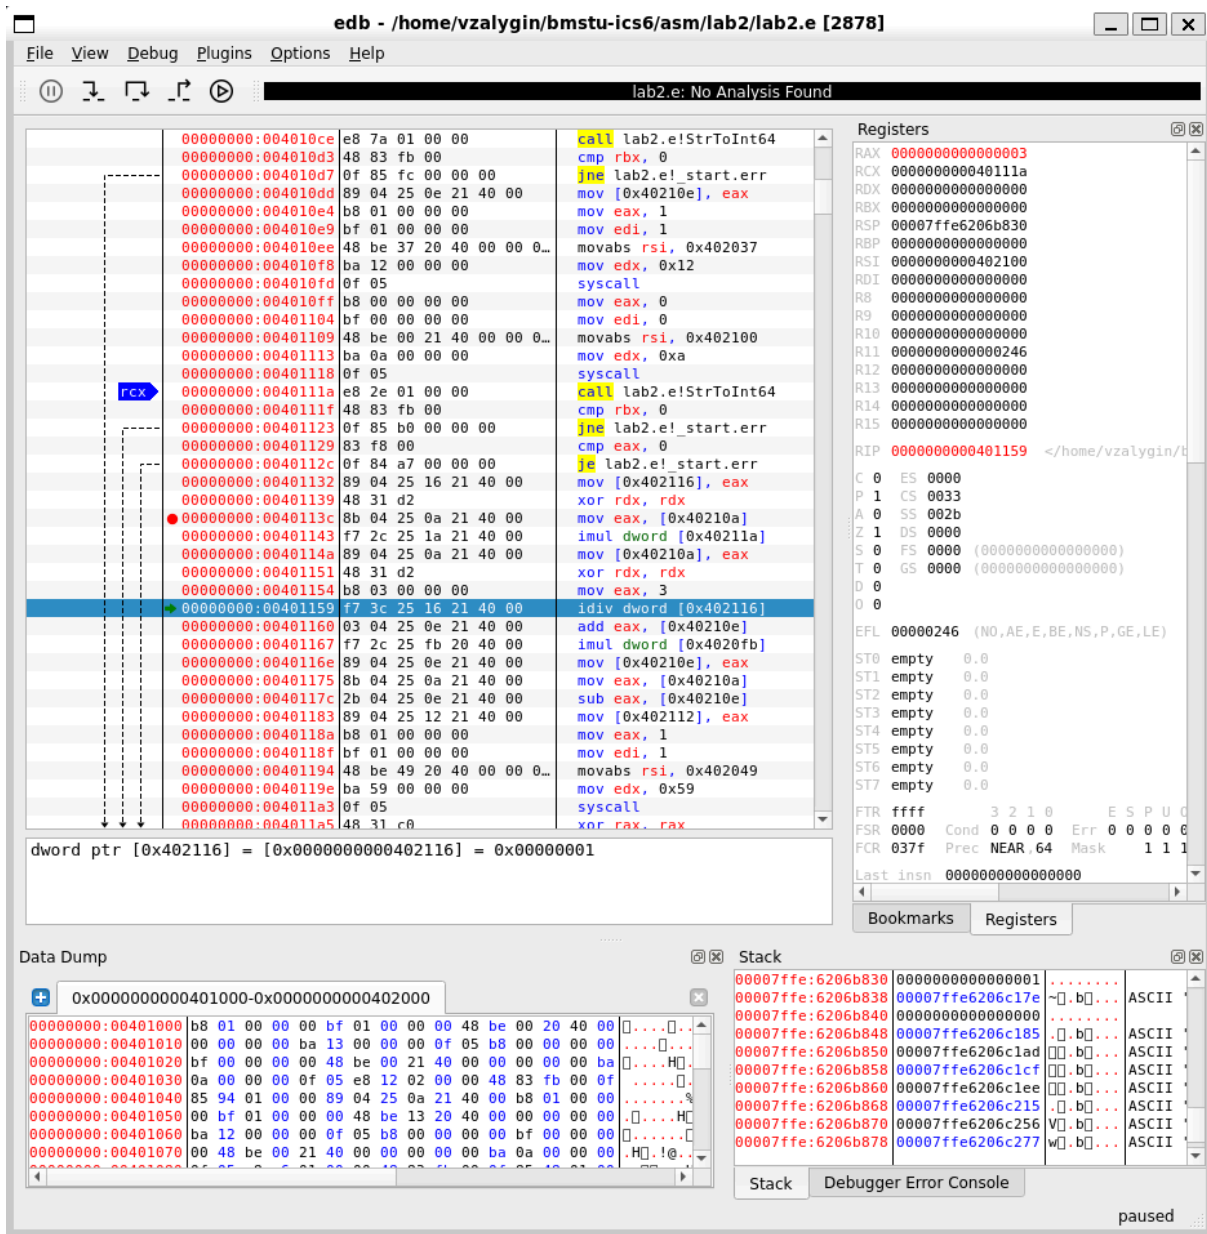 edb - /home/vzalygin/bmstu-ics6/asm/lab2/lab2.e [2878]
File View Debug Plugins Options Help
lab2.e: No Analysis Found
00000000:004010ce e8 7a 01 00 00 call lab2.e!StrToInt64
00000000:004010d3 48 83 fb 00 cmp rbx, 0
00000000:004010d7 0f 85 fc 00 00 00 jne lab2.e!_start.err
00000000:004010dd 89 04 25 0e 21 40 00 mov [0x40210e], eax
00000000:004010e4 b8 01 00 00 00 mov eax, 1
00000000:004010e9 bf 01 00 00 00 mov edi, 1
00000000:004010ee 48 be 37 20 40 00 00 0… movabs rsi, 0x402037
00000000:004010f8 ba 12 00 00 00 mov edx, 0x12
00000000:004010fd 0f 05 syscall
00000000:004010ff b8 00 00 00 00 mov eax, 0
00000000:00401104 bf 00 00 00 00 mov edi, 0
00000000:00401109 48 be 00 21 40 00 00 0… movabs rsi, 0x402100
00000000:00401113 ba 0a 00 00 00 mov edx, 0xa
00000000:00401118 0f 05 syscall
rcx 00000000:0040111a e8 2e 01 00 00 call lab2.e!StrToInt64
00000000:0040111f 48 83 fb 00 cmp rbx, 0
00000000:00401123 0f 85 b0 00 00 00 jne lab2.e!_start.err
00000000:00401129 83 f8 00 cmp eax, 0
00000000:0040112c 0f 84 a7 00 00 00 je lab2.e!_start.err
00000000:00401132 89 04 25 16 21 40 00 mov [0x402116], eax
00000000:00401139 48 31 d2 xor rdx, rdx
00000000:0040113c 8b 04 25 0a 21 40 00 mov eax, [0x40210a]
00000000:00401143 f7 2c 25 1a 21 40 00 imul dword [0x40211a]
00000000:0040114a 89 04 25 0a 21 40 00 mov [0x40210a], eax
00000000:00401151 48 31 d2 xor rdx, rdx
00000000:00401154 b8 03 00 00 00 mov eax, 3
00000000:00401159 f7 3c 25 16 21 40 00 idiv dword [0x402116]
00000000:00401160 03 04 25 0e 21 40 00 add eax, [0x40210e]
00000000:00401167 f7 2c 25 fb 20 40 00 imul dword [0x4020fb]
00000000:0040116e 89 04 25 0e 21 40 00 mov [0x40210e], eax
00000000:00401175 8b 04 25 0a 21 40 00 mov eax, [0x40210a]
00000000:0040117c 2b 04 25 0e 21 40 00 sub eax, [0x40210e]
00000000:00401183 89 04 25 12 21 40 00 mov [0x402112], eax
00000000:0040118a b8 01 00 00 00 mov eax, 1
00000000:0040118f bf 01 00 00 00 mov edi, 1
00000000:00401194 48 be 49 20 40 00 00 0… movabs rsi, 0x402049
00000000:0040119e ba 59 00 00 00 mov edx, 0x59
00000000:004011a3 0f 05 syscall
00000000:004011a5 48 31 c0 xor rax, rax
dword ptr [0x402116] = [0x0000000000402116] = 0x00000001
Registers
RAX 0000000000000003
RCX 000000000040111a
RDX 0000000000000000
RBX 0000000000000000
RSP 00007ffe6206b830
RBP 0000000000000000
RSI 0000000000402100
RDI 0000000000000000
R8 0000000000000000
R9 0000000000000000
R10 0000000000000000
R11 0000000000000246
R12 0000000000000000
R13 0000000000000000
R14 0000000000000000
R15 0000000000000000
RIP 0000000000401159 </home/vzalygin/b
C 0 ES 0000
P 1 CS 0033
A 0 SS 002b
Z 1 DS 0000
S 0 FS 0000 (0000000000000000)
T 0 GS 0000 (0000000000000000)
D 0
O 0
EFL 00000246 (NO,AE,E,BE,NS,P,GE,LE)
ST0 empty 0.0
ST1 empty 0.0
ST2 empty 0.0
ST3 empty 0.0
ST4 empty 0.0
ST5 empty 0.0
ST6 empty 0.0
ST7 empty 0.0
FTR ffff 3 2 1 0 E S P U O
FSR 0000 Cond 0 0 0 0 Err 0 0 0 0 0
FCR 037f Prec NEAR,64 Mask 1 1 1
Last insn 0000000000000000
Bookmarks Registers
Data Dump
0x0000000000401000-0x0000000000402000
00000000:00401000 b8 01 00 00 00 bf 01 00 00 00 48 be 00 20 40 00
00000000:00401010 00 00 00 00 ba 13 00 00 00 0f 05 b8 00 00 00 00
00000000:00401020 bf 00 00 00 00 48 be 00 21 40 00 00 00 00 00 ba
00000000:00401030 0a 00 00 00 0f 05 e8 12 02 00 00 48 83 fb 00 0f
00000000:00401040 85 94 01 00 00 89 04 25 0a 21 40 00 b8 01 00 00
00000000:00401050 00 bf 01 00 00 00 48 be 13 20 40 00 00 00 00 00
00000000:00401060 ba 12 00 00 00 0f 05 b8 00 00 00 00 bf 00 00 00
00000000:00401070 00 48 be 00 21 40 00 00 00 00 00 ba 0a 00 00 00
Stack
00007ffe:6206b830 0000000000000001 ........
00007ffe:6206b838 00007ffe6206c17e ASCII "
00007ffe:6206b840 0000000000000000 ........
00007ffe:6206b848 00007ffe6206c185 ASCII "
00007ffe:6206b850 00007ffe6206c1ad ASCII "
00007ffe:6206b858 00007ffe6206c1cf ASCII "
00007ffe:6206b860 00007ffe6206c1ee ASCII "
00007ffe:6206b868 00007ffe6206c215 ASCII "
00007ffe:6206b870 00007ffe6206c256 ASCII "
00007ffe:6206b878 00007ffe6206c277 ASCII "
Stack Debugger Error Console
paused